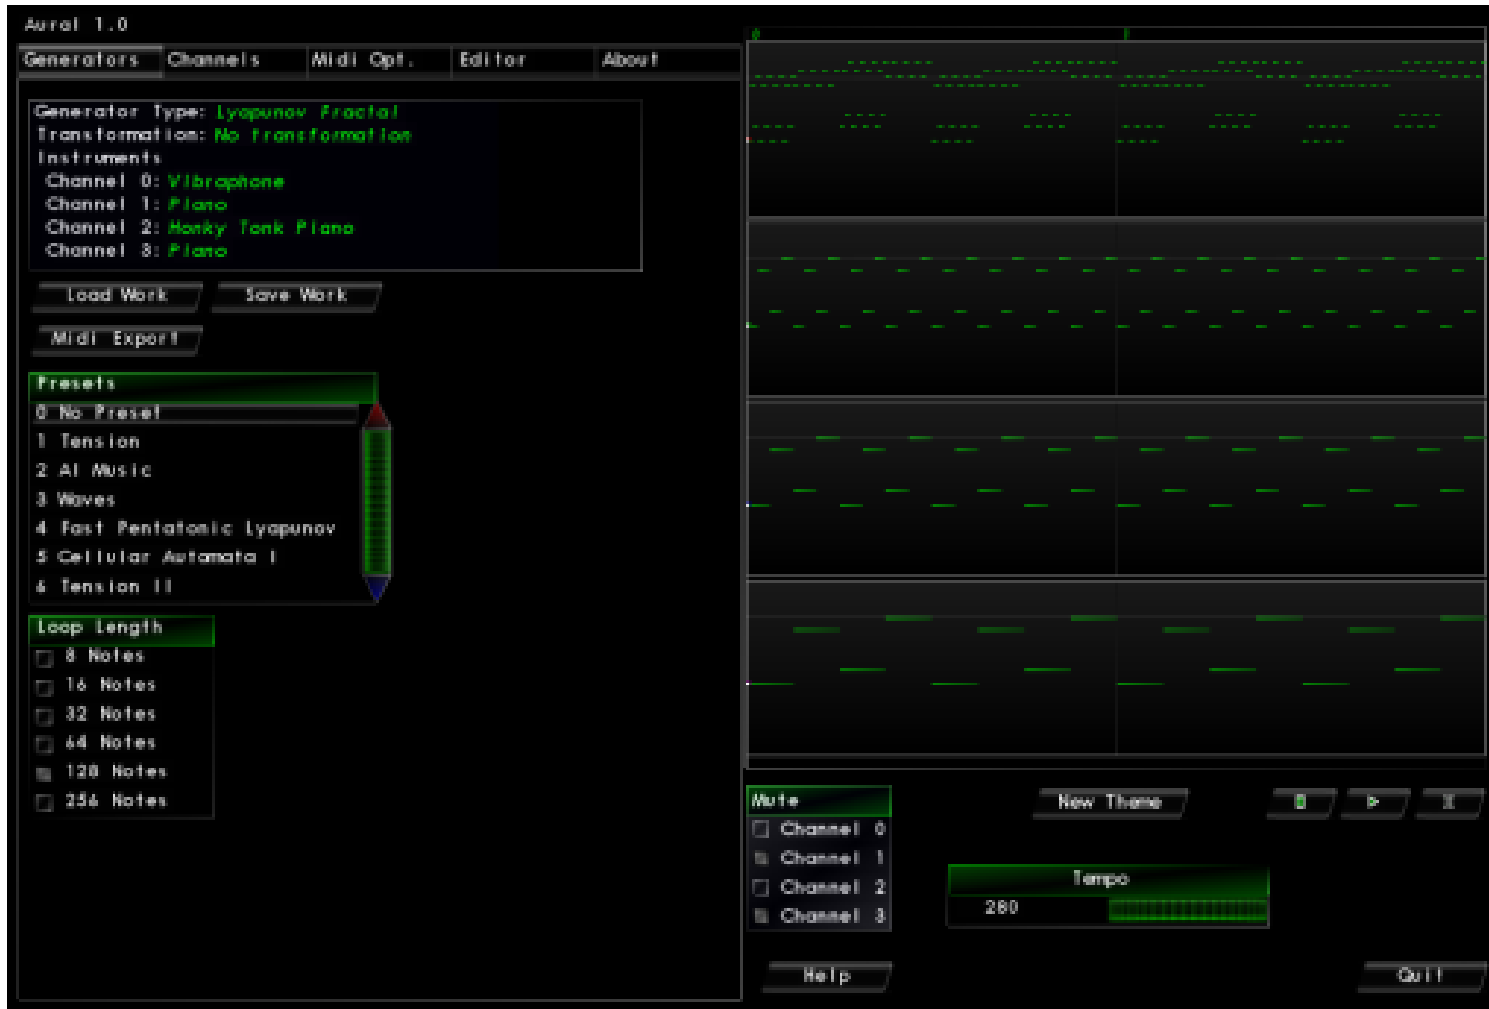 Aural 1.0
Generators Channels Midi Opt. Editor About
Generator Type: Lyapunov Fractal
Transformation: No transformation
Instruments
Channel 0: Vibraphone
Channel 1: Piano
Channel 2: Honky Tonk Piano
Channel 3: Piano
Load Work Save Work
Midi Export
Presets
0 No Preset
1 Tension
2 AI Music
3 Waves
4 Fast Pentatonic Lyapunov
5 Cellular Automata I
6 Tension II
Loop Length
8 Notes
16 Notes
32 Notes
64 Notes
128 Notes
256 Notes
Mute
Channel 0
Channel 1
Channel 2
Channel 3
New Theme
Tempo
280
Help
Quit